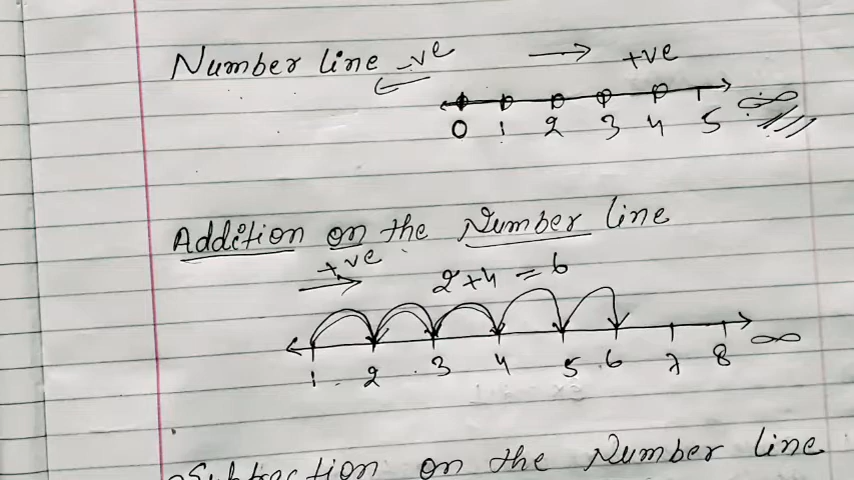 Number line -ve → +ve
0 1 2 3 4 5 ∞
Addition on the Number line
+ve
2+4 = 6
1 2 3 4 5 6 7 8 ∞
Subtraction on the Number line